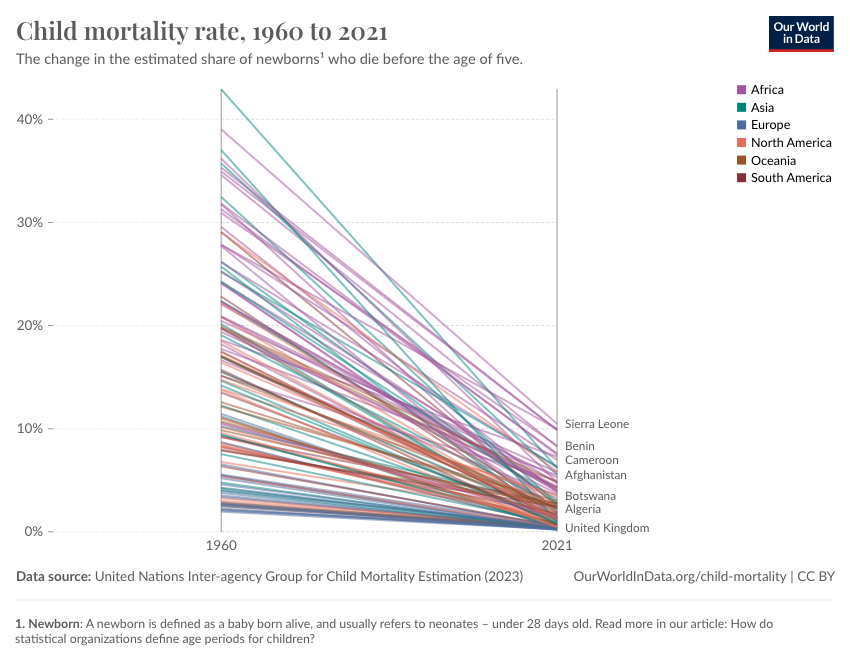 Child mortality rate, 1960 to 2021
Our World
in Data
The change in the estimated share of newborns¹ who die before the age of five.
Africa
Asia
Europe
North America
Oceania
South America
40%
30%
20%
10%
0%
Sierra Leone
Benin
Cameroon
Afghanistan
Botswana
Algeria
United Kingdom
1960
2021
Data source: United Nations Inter-agency Group for Child Mortality Estimation (2023)
OurWorldInData.org/child-mortality | CC BY
1. Newborn: A newborn is defined as a baby born alive, and usually refers to neonates – under 28 days old. Read more in our article: How do
statistical organizations define age periods for children?